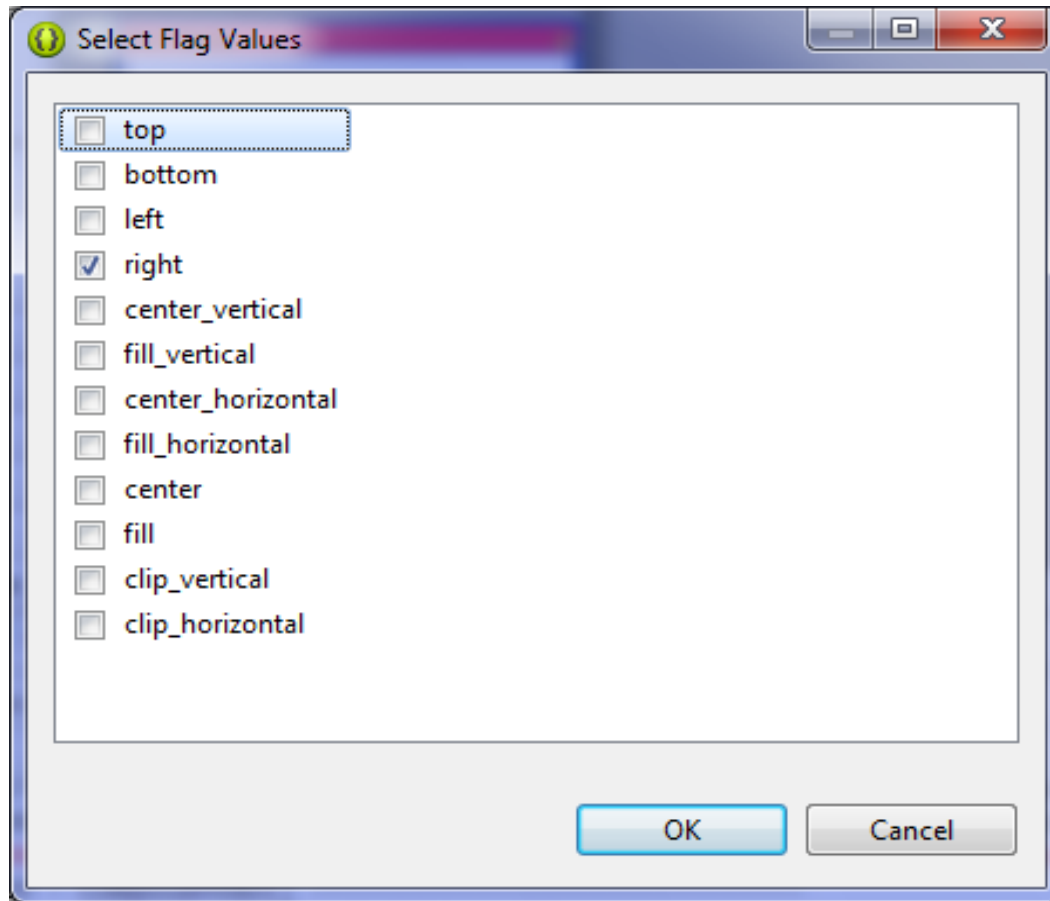 Select Flag Values
top
bottom
left
right
center_vertical
fill_vertical
center_horizontal
fill_horizontal
center
fill
clip_vertical
clip_horizontal
OK Cancel